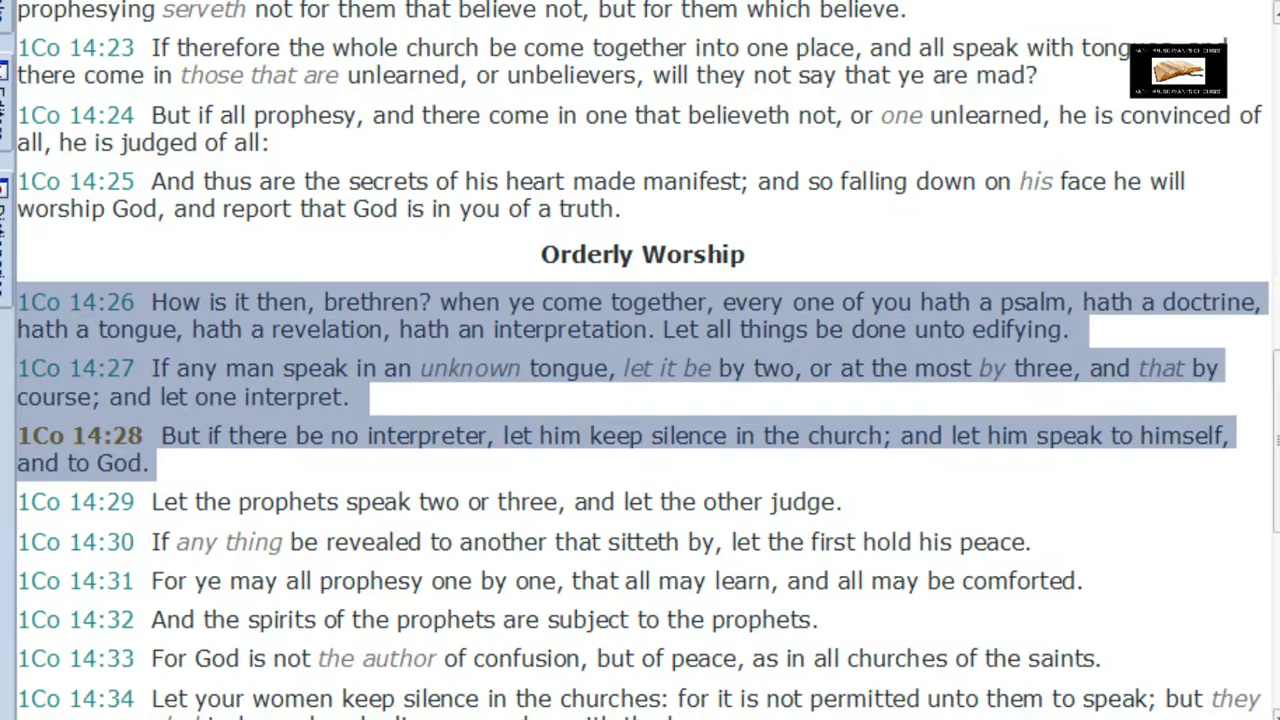 prophesying serveth not for them that believe not, but for them which believe.
1Co 14:23 If therefore the whole church be come together into one place, and all speak with
there come in those that are unlearned, or unbelievers, will they not say that ye are mad?
1Co 14:24 But if all prophesy, and there come in one that believeth not, or one unlearned, he is convinced of
all, he is judged of all:
1Co 14:25 And thus are the secrets of his heart made manifest; and so falling down on his face he will
worship God, and report that God is in you of a truth.
Orderly Worship
1Co 14:26 How is it then, brethren? when ye come together, every one of you hath a psalm, hath a doctrine,
hath a tongue, hath a revelation, hath an interpretation. Let all things be done unto edifying.
1Co 14:27 If any man speak in an unknown tongue, let it be by two, or at the most by three, and that by
course; and let one interpret.
1Co 14:28 But if there be no interpreter, let him keep silence in the church; and let him speak to himself,
and to God.
1Co 14:29 Let the prophets speak two or three, and let the other judge.
1Co 14:30 If any thing be revealed to another that sitteth by, let the first hold his peace.
1Co 14:31 For ye may all prophesy one by one, that all may learn, and all may be comforted.
1Co 14:32 And the spirits of the prophets are subject to the prophets.
1Co 14:33 For God is not the author of confusion, but of peace, as in all churches of the saints.
1Co 14:34 Let your women keep silence in the churches: for it is not permitted unto them to speak; but they